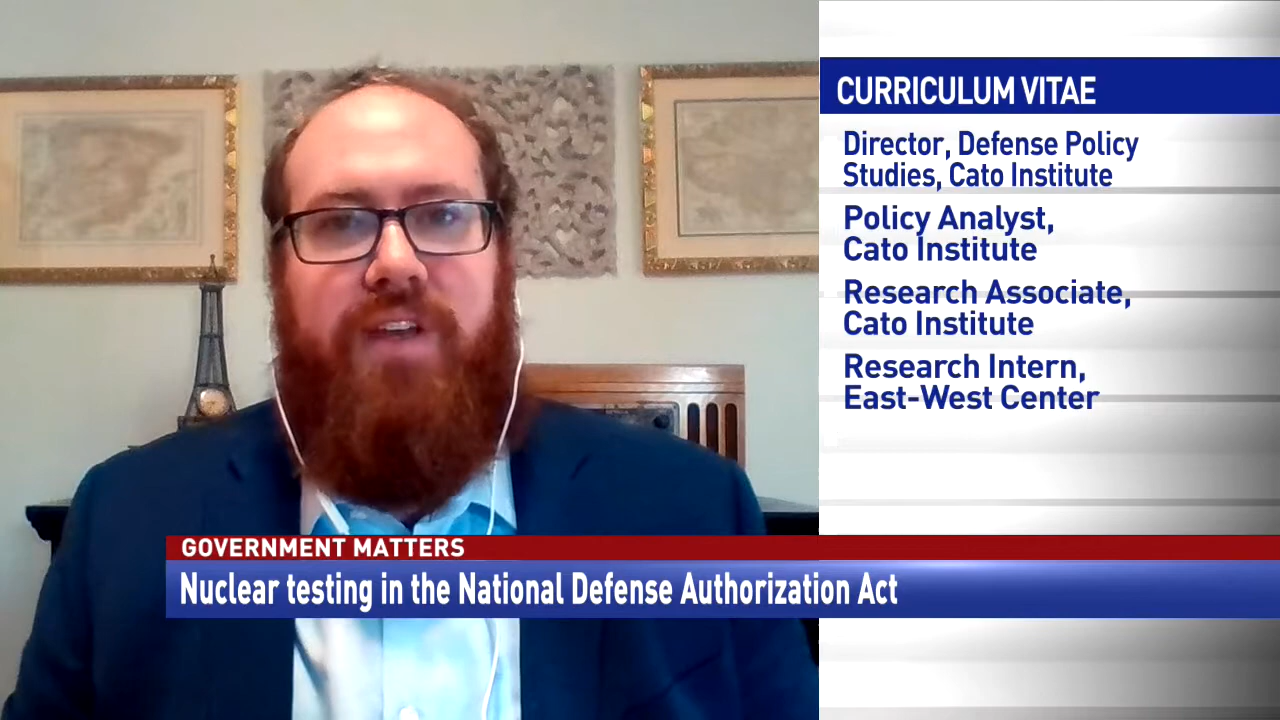 CURRICULUM VITAE
Director, Defense Policy
Studies, Cato Institute
Policy Analyst,
Cato Institute
Research Associate,
Cato Institute
Research Intern,
East-West Center
GOVERNMENT MATTERS
Nuclear testing in the National Defense Authorization Act